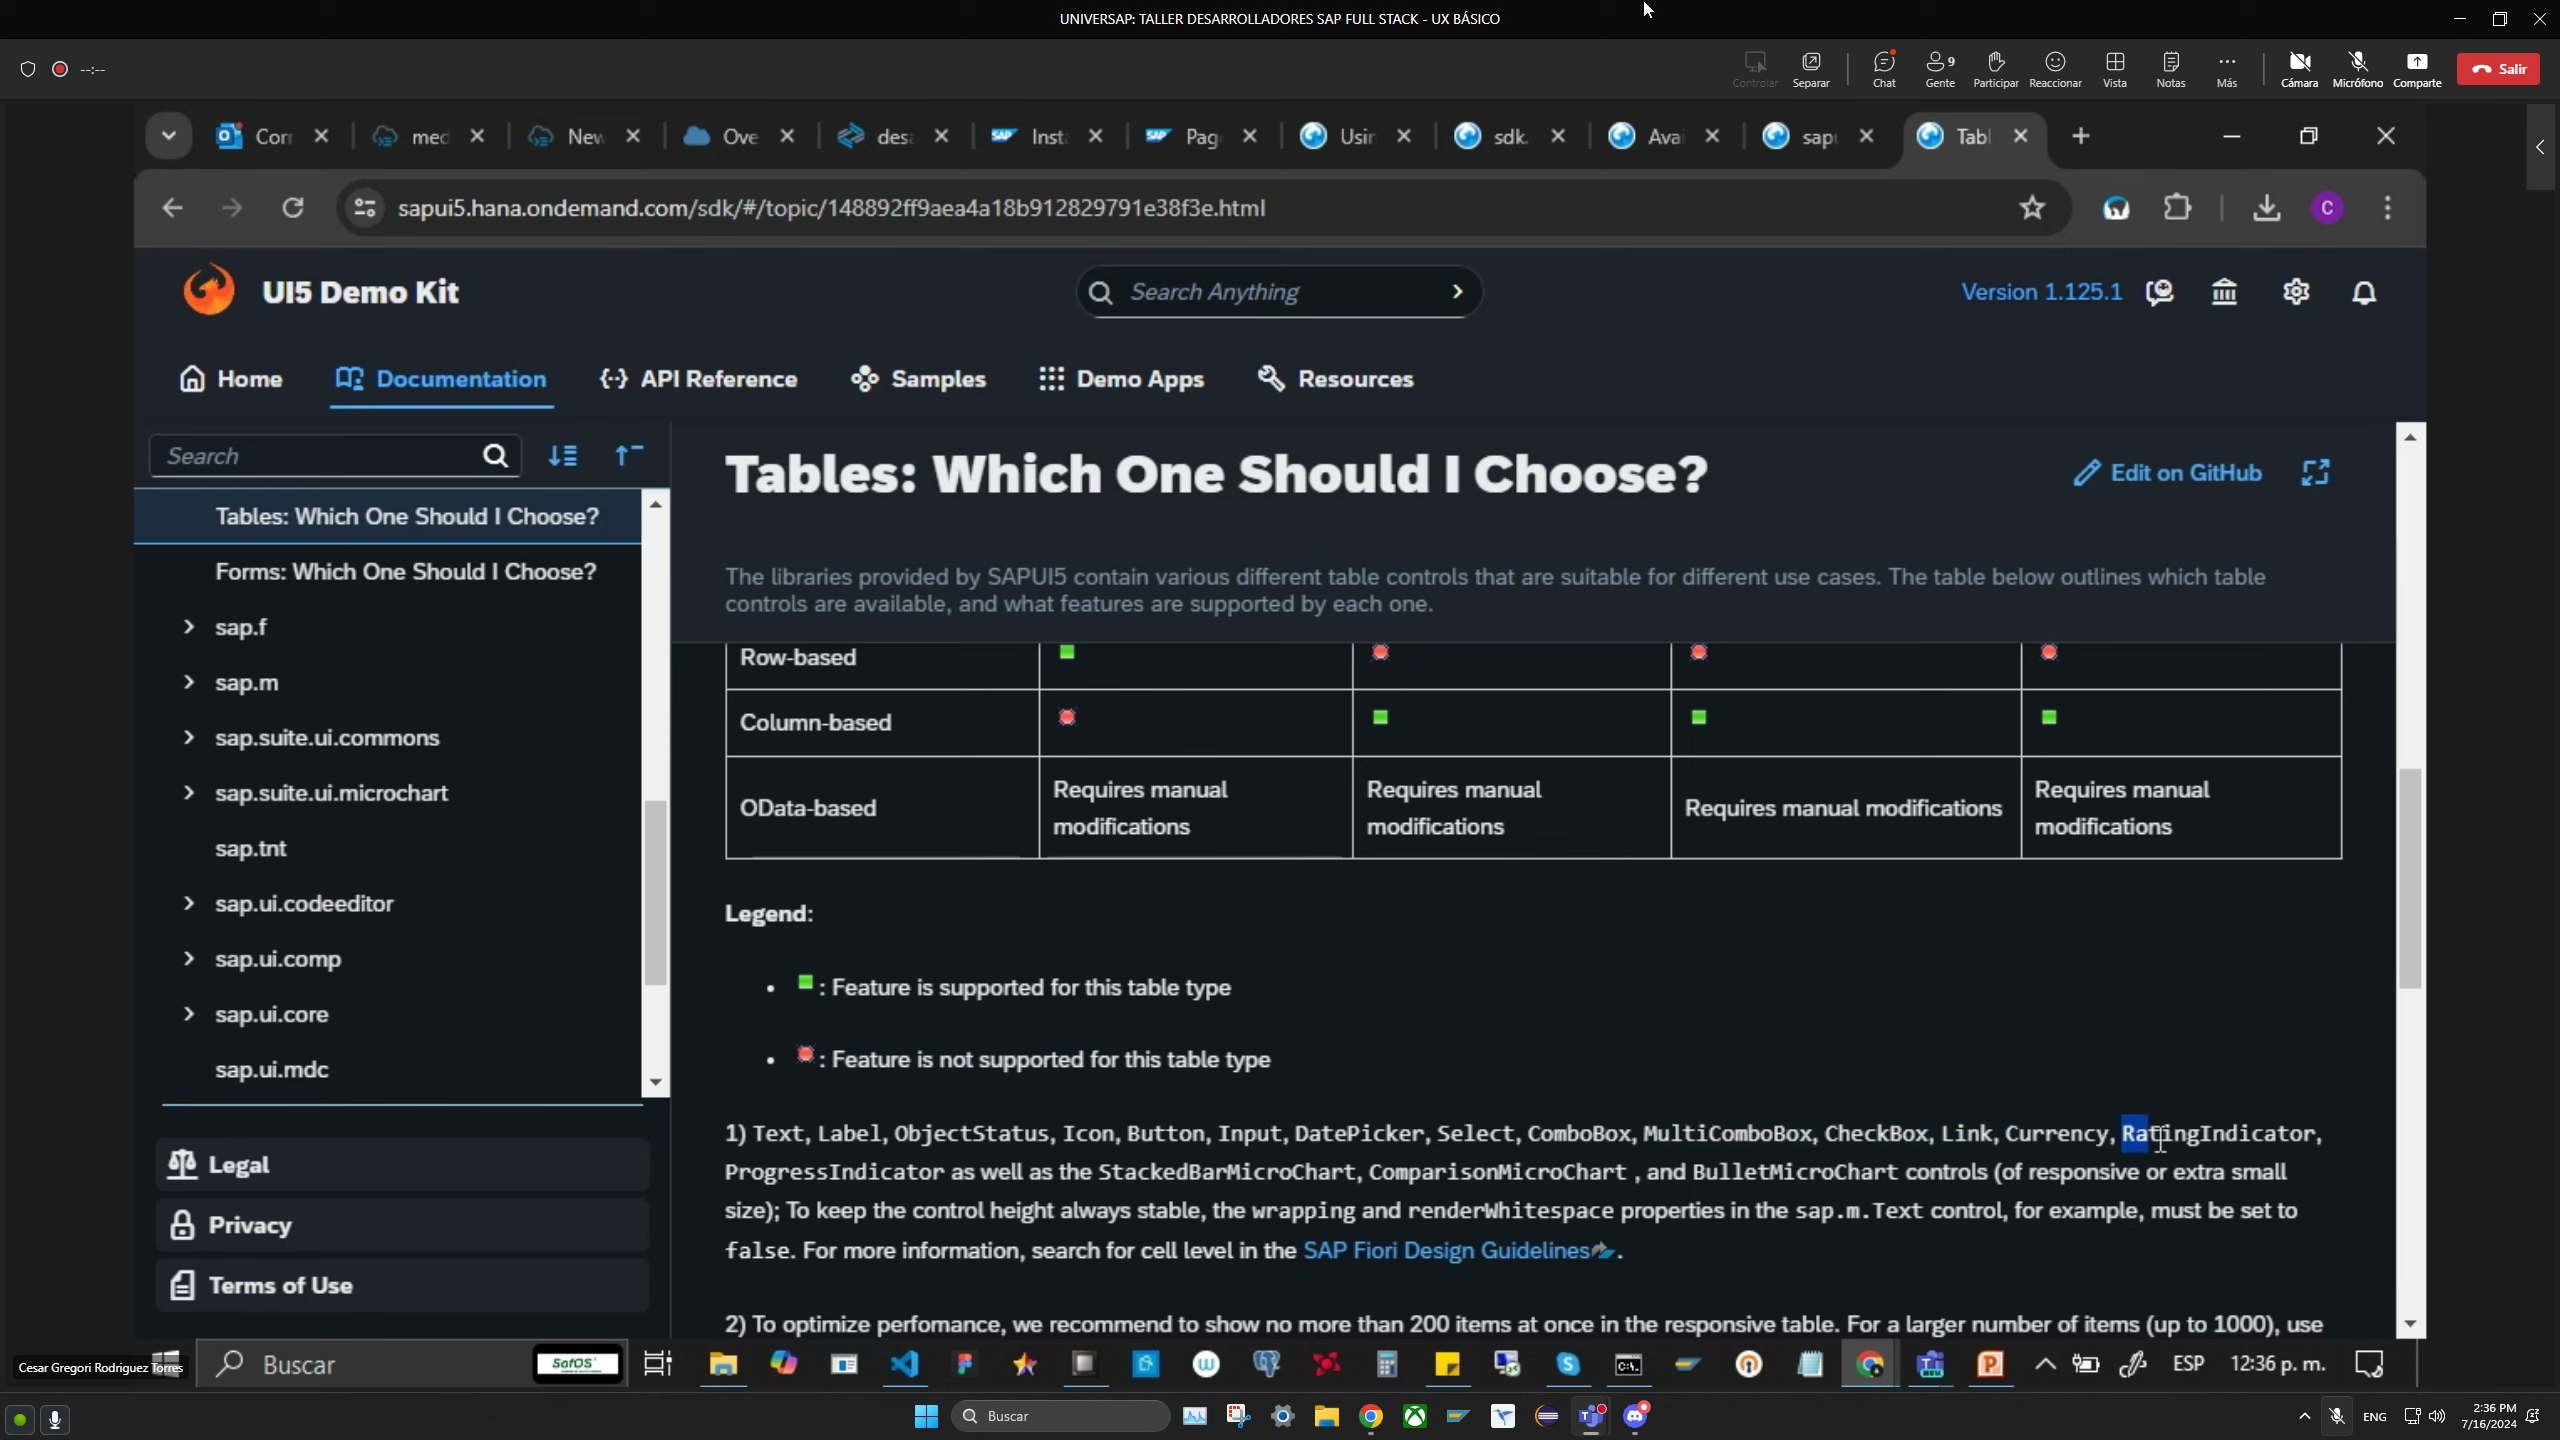 UNIVERSAP: TALLER DESARROLLADORES SAP FULL STACK - UX BÁSICO
--:--
Controlar
Separar
Chat
9
Gente
Participar
Reaccionar
Vista
Notas
Más
Cámara
Micrófono
Comparte
Salir
Corr
med
New
Ove
desa
Inst
Pag
Usin
sdk.
Avai
sapu
Tabl
sapui5.hana.ondemand.com/sdk/#/topic/148892ff9aea4a18b912829791e38f3e.html
C
UI5 Demo Kit
Search Anything
Version 1.125.1
Home
Documentation
API Reference
Samples
Demo Apps
Resources
Search
Tables: Which One Should I Choose?
Forms: Which One Should I Choose?
sap.f
sap.m
sap.suite.ui.commons
sap.suite.ui.microchart
sap.tnt
sap.ui.codeeditor
sap.ui.comp
sap.ui.core
sap.ui.mdc
Legal
Privacy
Terms of Use
Tables: Which One Should I Choose?
Edit on GitHub
The libraries provided by SAPUI5 contain various different table controls that are suitable for different use cases. The table below outlines which table
controls are available, and what features are supported by each one.
Row-based
Column-based
OData-based
Requires manual
modifications
Requires manual
modifications
Requires manual modifications
Requires manual
modifications
Legend:
• : Feature is supported for this table type
• : Feature is not supported for this table type
1) Text, Label, ObjectStatus, Icon, Button, Input, DatePicker, Select, ComboBox, MultiComboBox, CheckBox, Link, Currency, RatingIndicator,
ProgressIndicator as well as the StackedBarMicroChart, ComparisonMicroChart , and BulletMicroChart controls (of responsive or extra small
size); To keep the control height always stable, the wrapping and renderWhitespace properties in the sap.m.Text control, for example, must be set to
false. For more information, search for cell level in the SAP Fiori Design Guidelines.
2) To optimize perfomance, we recommend to show no more than 200 items at once in the responsive table. For a larger number of items (up to 1000), use
Cesar Gregori Rodriguez Torres
Buscar
SafOS
ESP
12:36 p. m.
Buscar
ENG
2:36 PM
7/16/2024